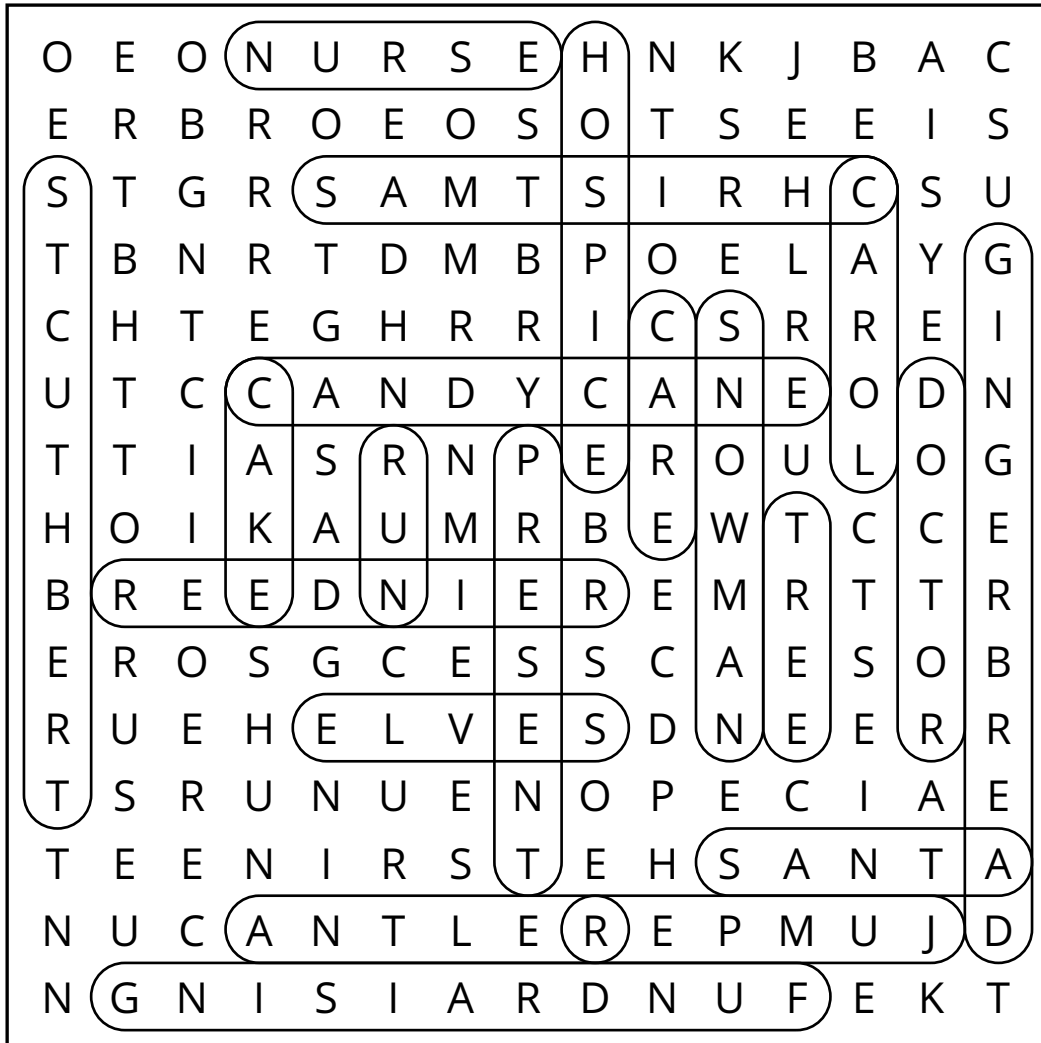 O E O N U R S E H N K J B A C
E R B R O E O S O T S E E I S
S T G R S A M T S I R H C S U
T B N R T D M B P O E L A Y G
C H T E G H R R I C S R R E I
U T C C A N D Y C A N E O D N
T T I A S R N P E R O U L O G
H O I K A U M R B E W T C C E
B R E E D N I E R E M R T T R
E R O S G C E S S C A E S O B
R U E H E L V E S D N E E R R
T S R U N U E N O P E C I A E
T E E N I R S T E H S A N T A
N U C A N T L E R E P M U J D
N G N I S I A R D N U F E K T